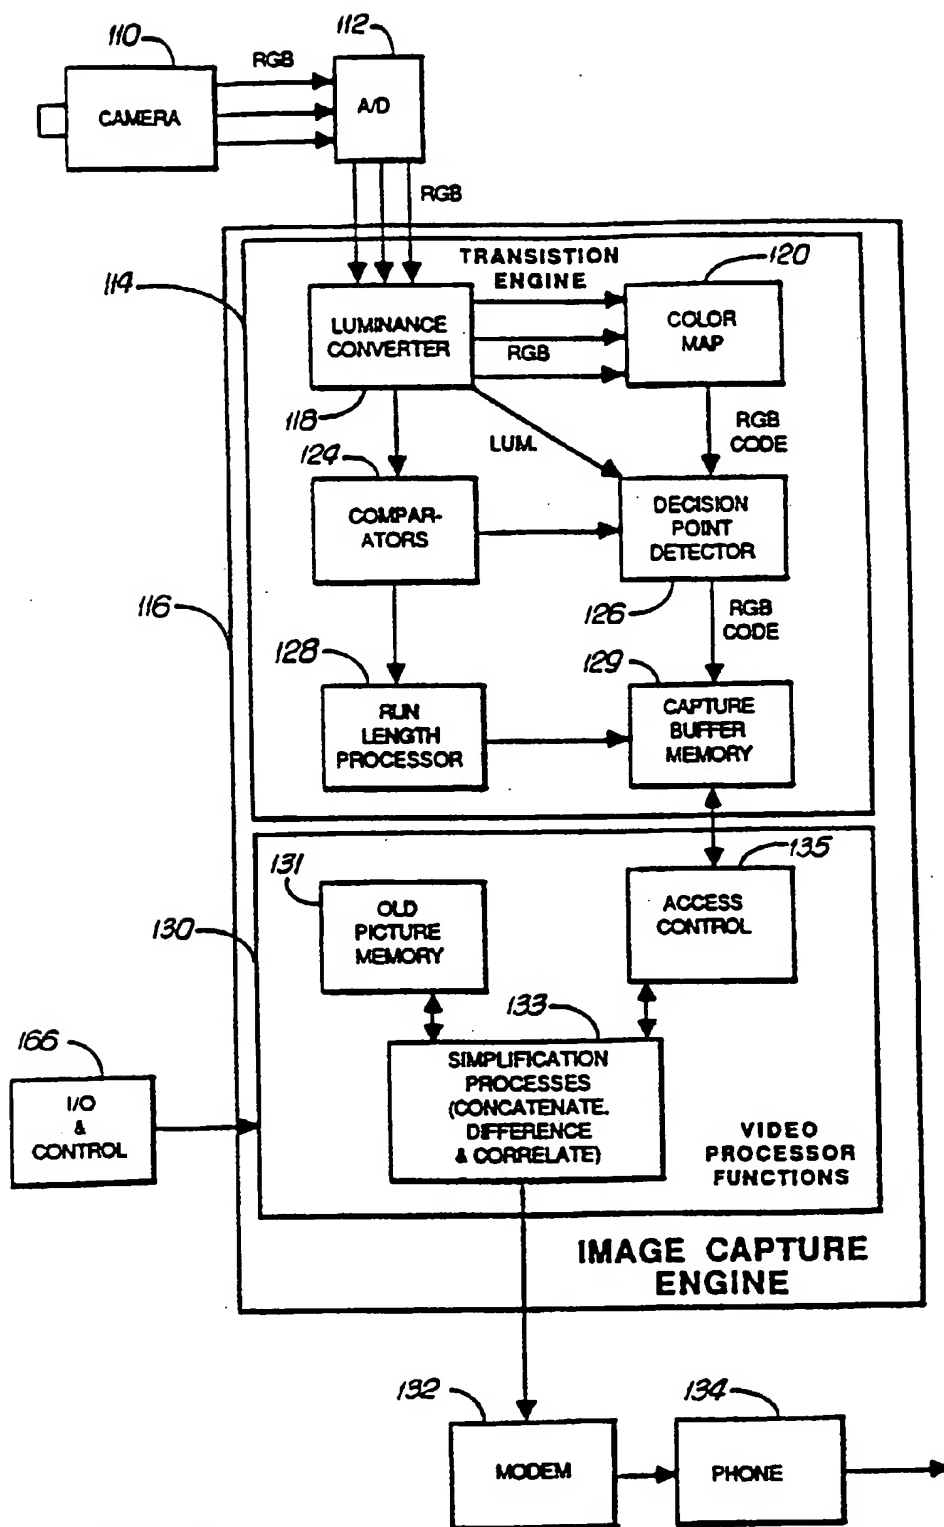 110
112
RGB
CAMERA
A/D
RGB
TRANSISTION
ENGINE
120
114
LUMINANCE
CONVERTER
RGB
COLOR
MAP
118
LUM.
RGB
CODE
124
COMPAR-
ATORS
DECISION
POINT
DETECTOR
116
126
RGB
CODE
128
129
RUN
LENGTH
PROCESSOR
CAPTURE
BUFFER
MEMORY
131
135
130
OLD
PICTURE
MEMORY
ACCESS
CONTROL
133
166
I/O
&
CONTROL
SIMPLIFICATION
PROCESSES
(CONCATENATE.
DIFFERENCE
& CORRELATE)
VIDEO
PROCESSOR
FUNCTIONS
IMAGE CAPTURE
ENGINE
132
134
MODEM
PHONE